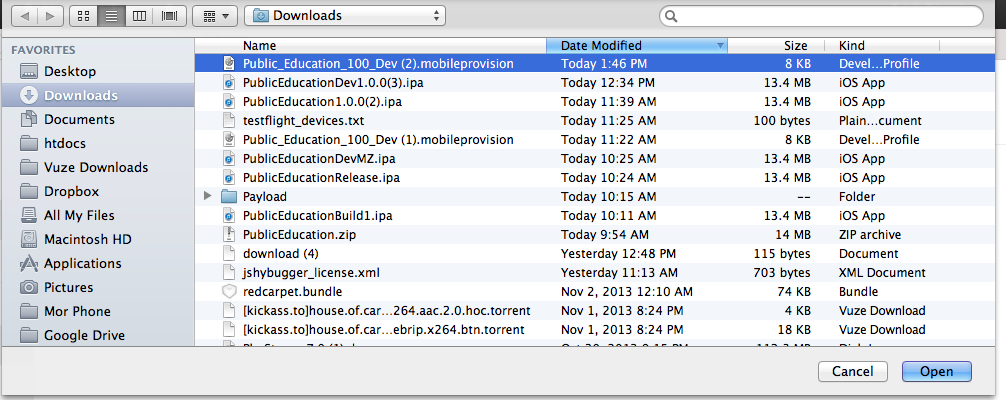 Downloads
FAVORITES
Desktop
Downloads
Documents
htdocs
Vuze Downloads
Dropbox
All My Files
Macintosh HD
Applications
Pictures
Mor Phone
Google Drive
Name Date Modified Size Kind
Public_Education_100_Dev (2).mobileprovision Today 1:46 PM 8 KB Devel...Profile
PublicEducationDev1.0.0(3).ipa Today 12:34 PM 13.4 MB iOS App
PublicEducation1.0.0(2).ipa Today 11:39 AM 13.4 MB iOS App
testflight_devices.txt Today 11:25 AM 100 bytes Plain...cument
Public_Education_100_Dev (1).mobileprovision Today 11:22 AM 8 KB Devel...Profile
PublicEducationDevMZ.ipa Today 10:25 AM 13.4 MB iOS App
PublicEducationRelease.ipa Today 10:24 AM 13.4 MB iOS App
Payload Today 10:15 AM -- Folder
PublicEducationBuild1.ipa Today 10:11 AM 13.4 MB iOS App
PublicEducation.zip Today 9:54 AM 14 MB ZIP archive
download (4) Yesterday 12:48 PM 115 bytes Document
jshybugger_license.xml Yesterday 11:13 AM 703 bytes XML Document
redcarpet.bundle Nov 2, 2013 12:10 AM 74 KB Bundle
[kickass.to]house.of.car...264.aac.2.0.hoc.torrent Nov 1, 2013 8:24 PM 4 KB Vuze Download
[kickass.to]house.of.car...ebrip.x264.btn.torrent Nov 1, 2013 8:24 PM 18 KB Vuze Download
Cancel Open